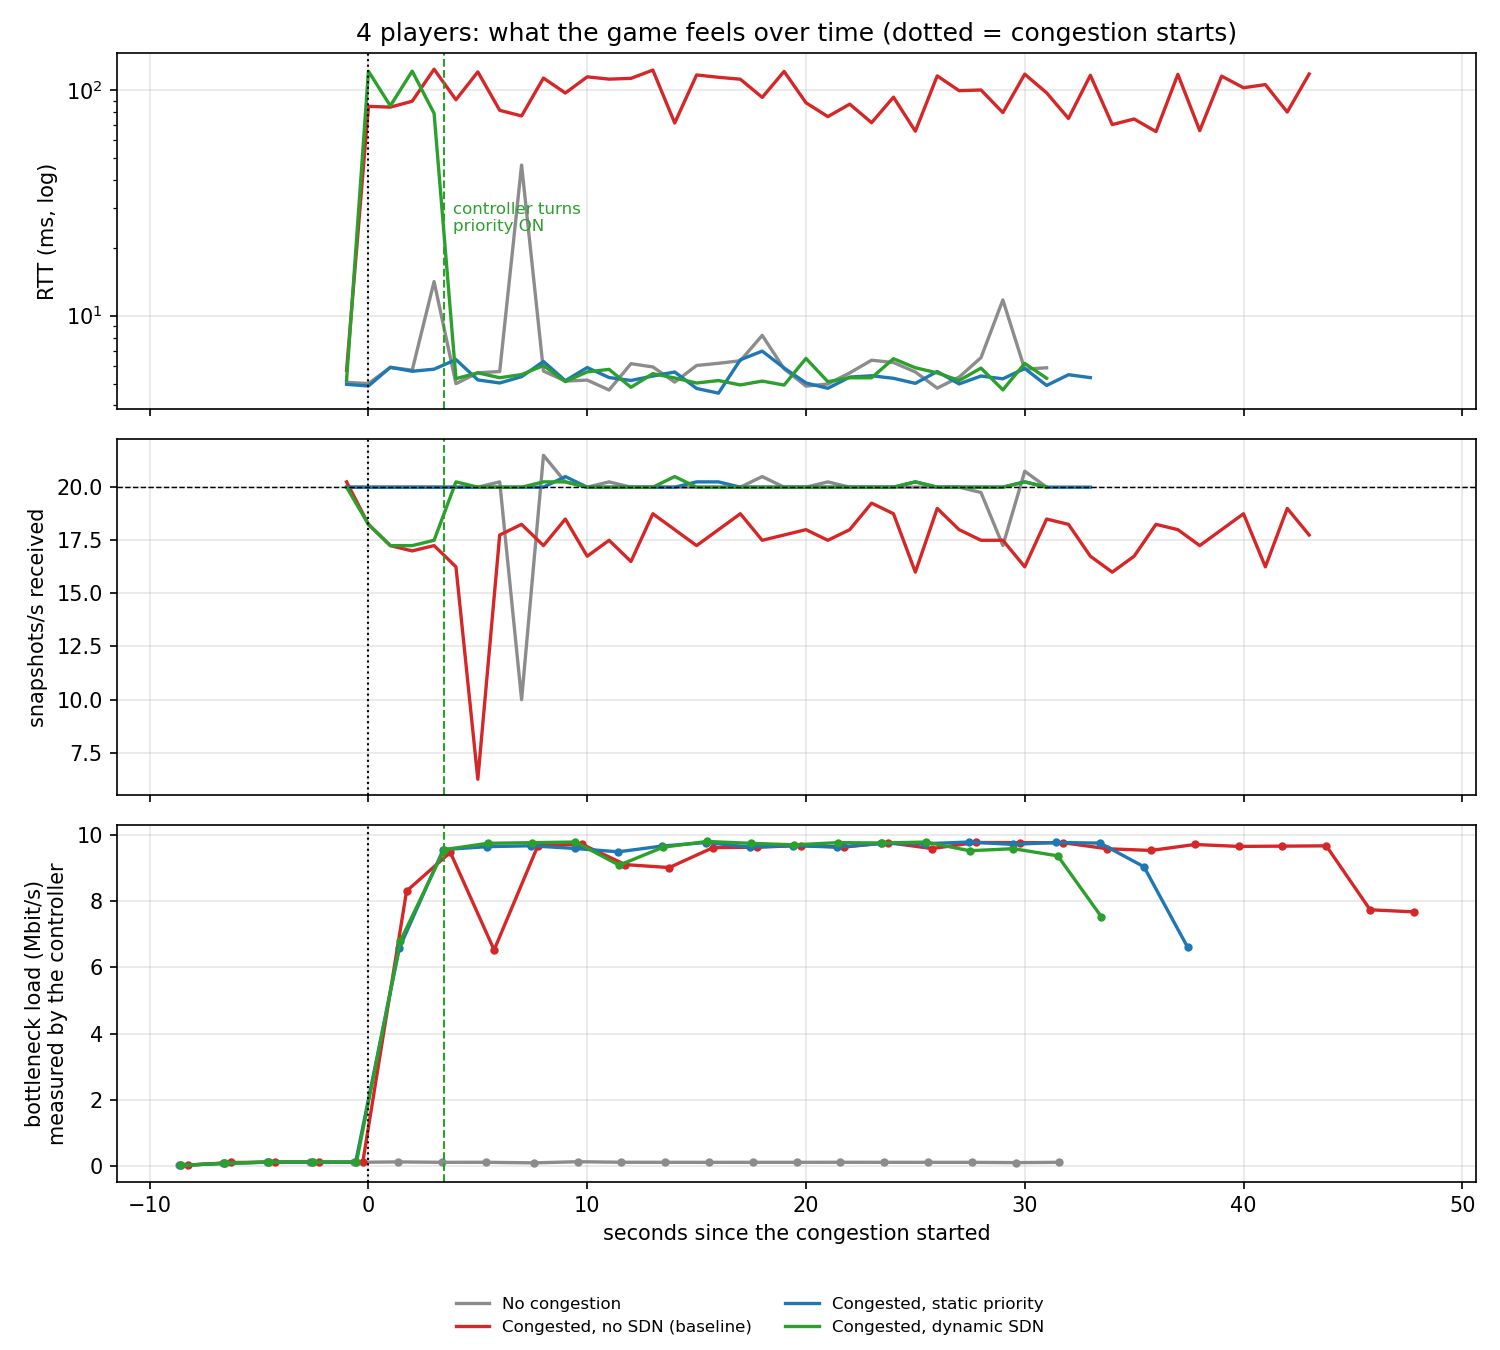 4 players: what the game feels over time (dotted = congestion starts)
RTT (ms, log)
10²
10¹
controller turns
priority ON
snapshots/s received
20.0
17.5
15.0
12.5
10.0
7.5
bottleneck load (Mbit/s)
measured by the controller
10
8
6
4
2
0
−10
0
10
20
30
40
50
seconds since the congestion started
No congestion
Congested, no SDN (baseline)
Congested, static priority
Congested, dynamic SDN